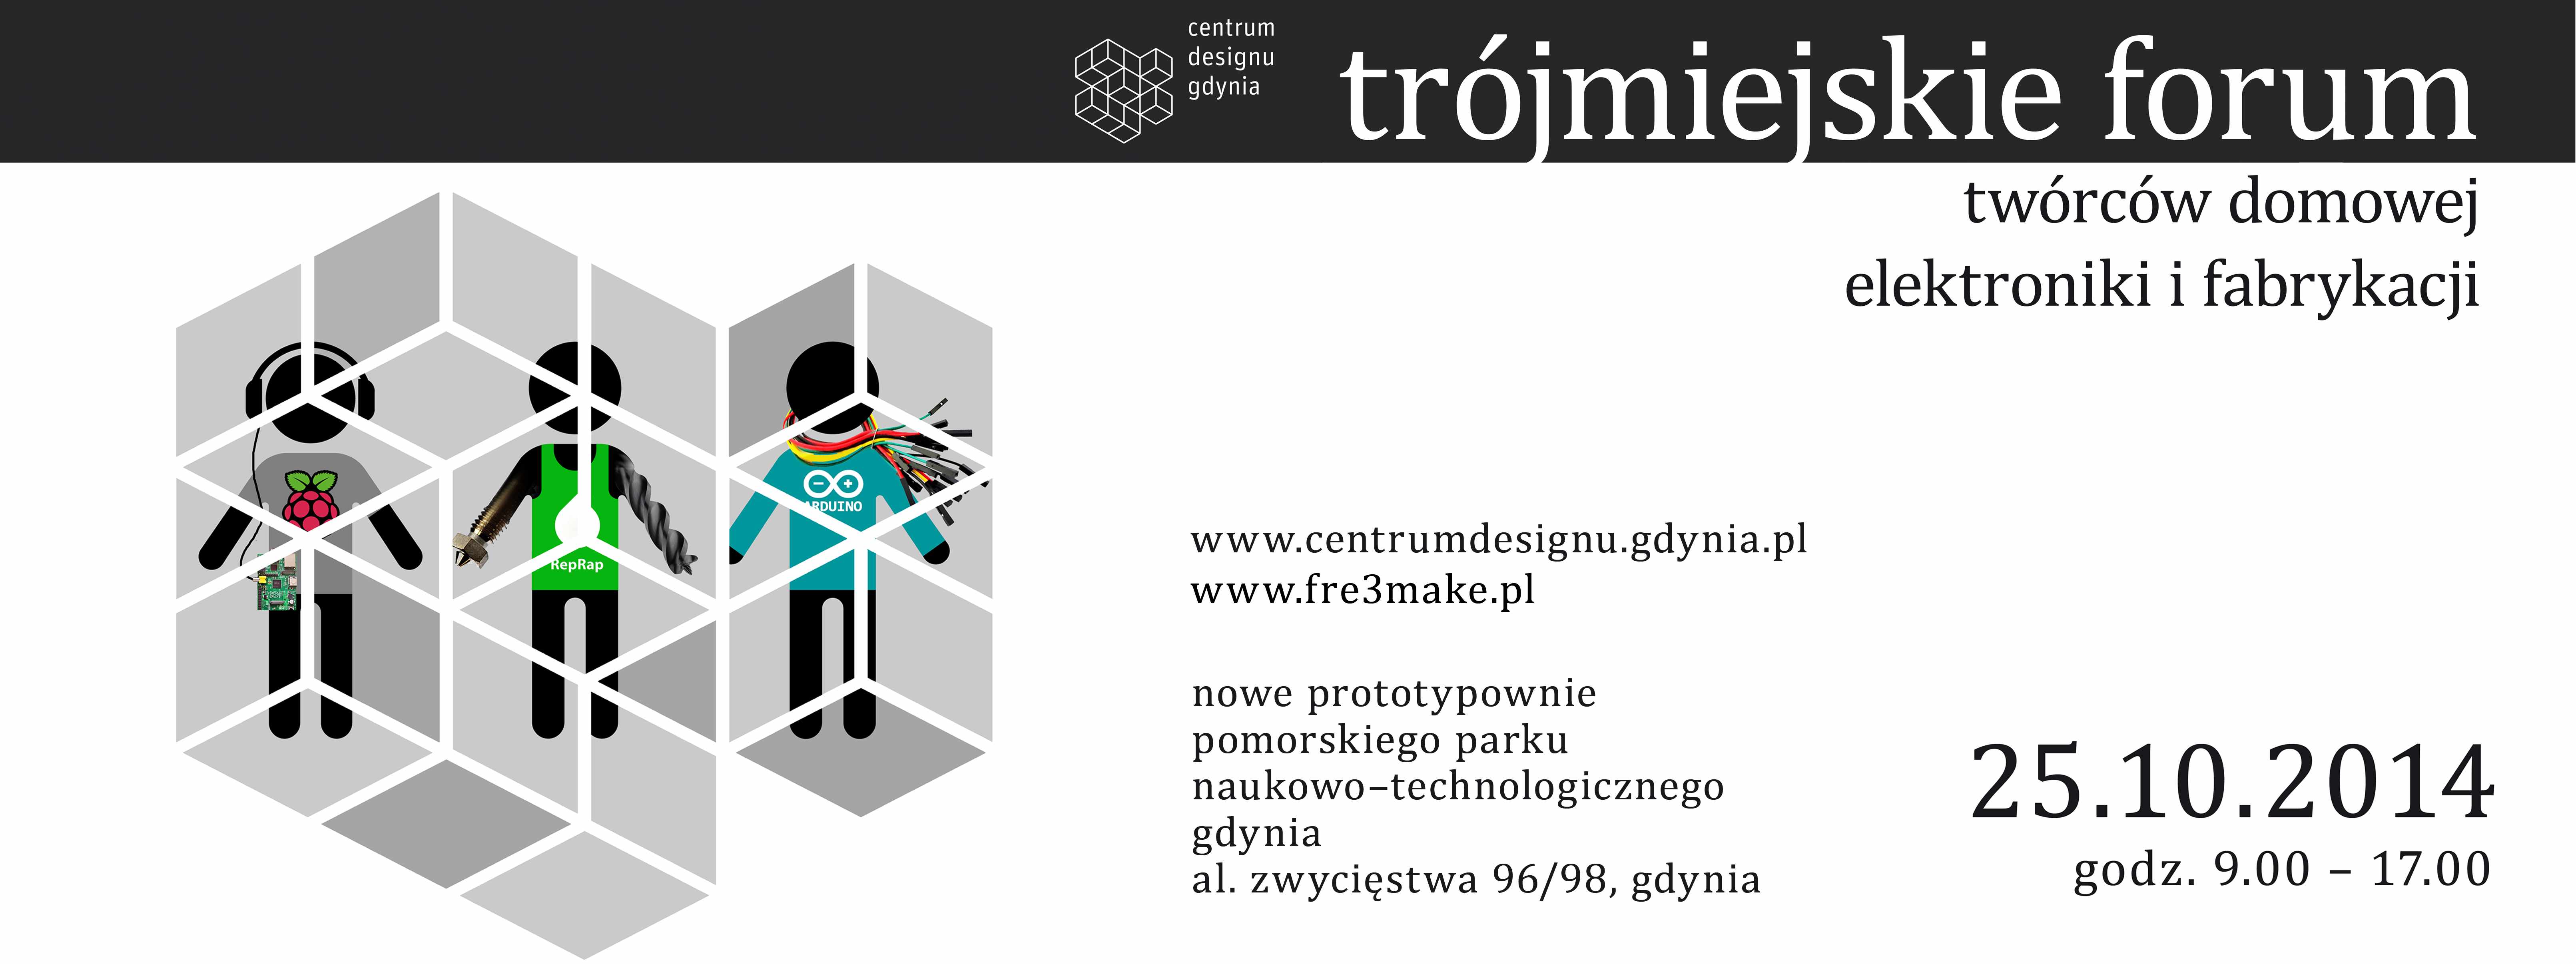 centrum
designu
gdynia
trójmiejskie forum
twórców domowej
elektroniki i fabrykacji
RepRap
ARDUINO
www.centrumdesignu.gdynia.pl
www.fre3make.pl
nowe prototypownie
pomorskiego parku
naukowo–technologicznego
gdynia
al. zwycięstwa 96/98, gdynia
25.10.2014
godz. 9.00 – 17.00